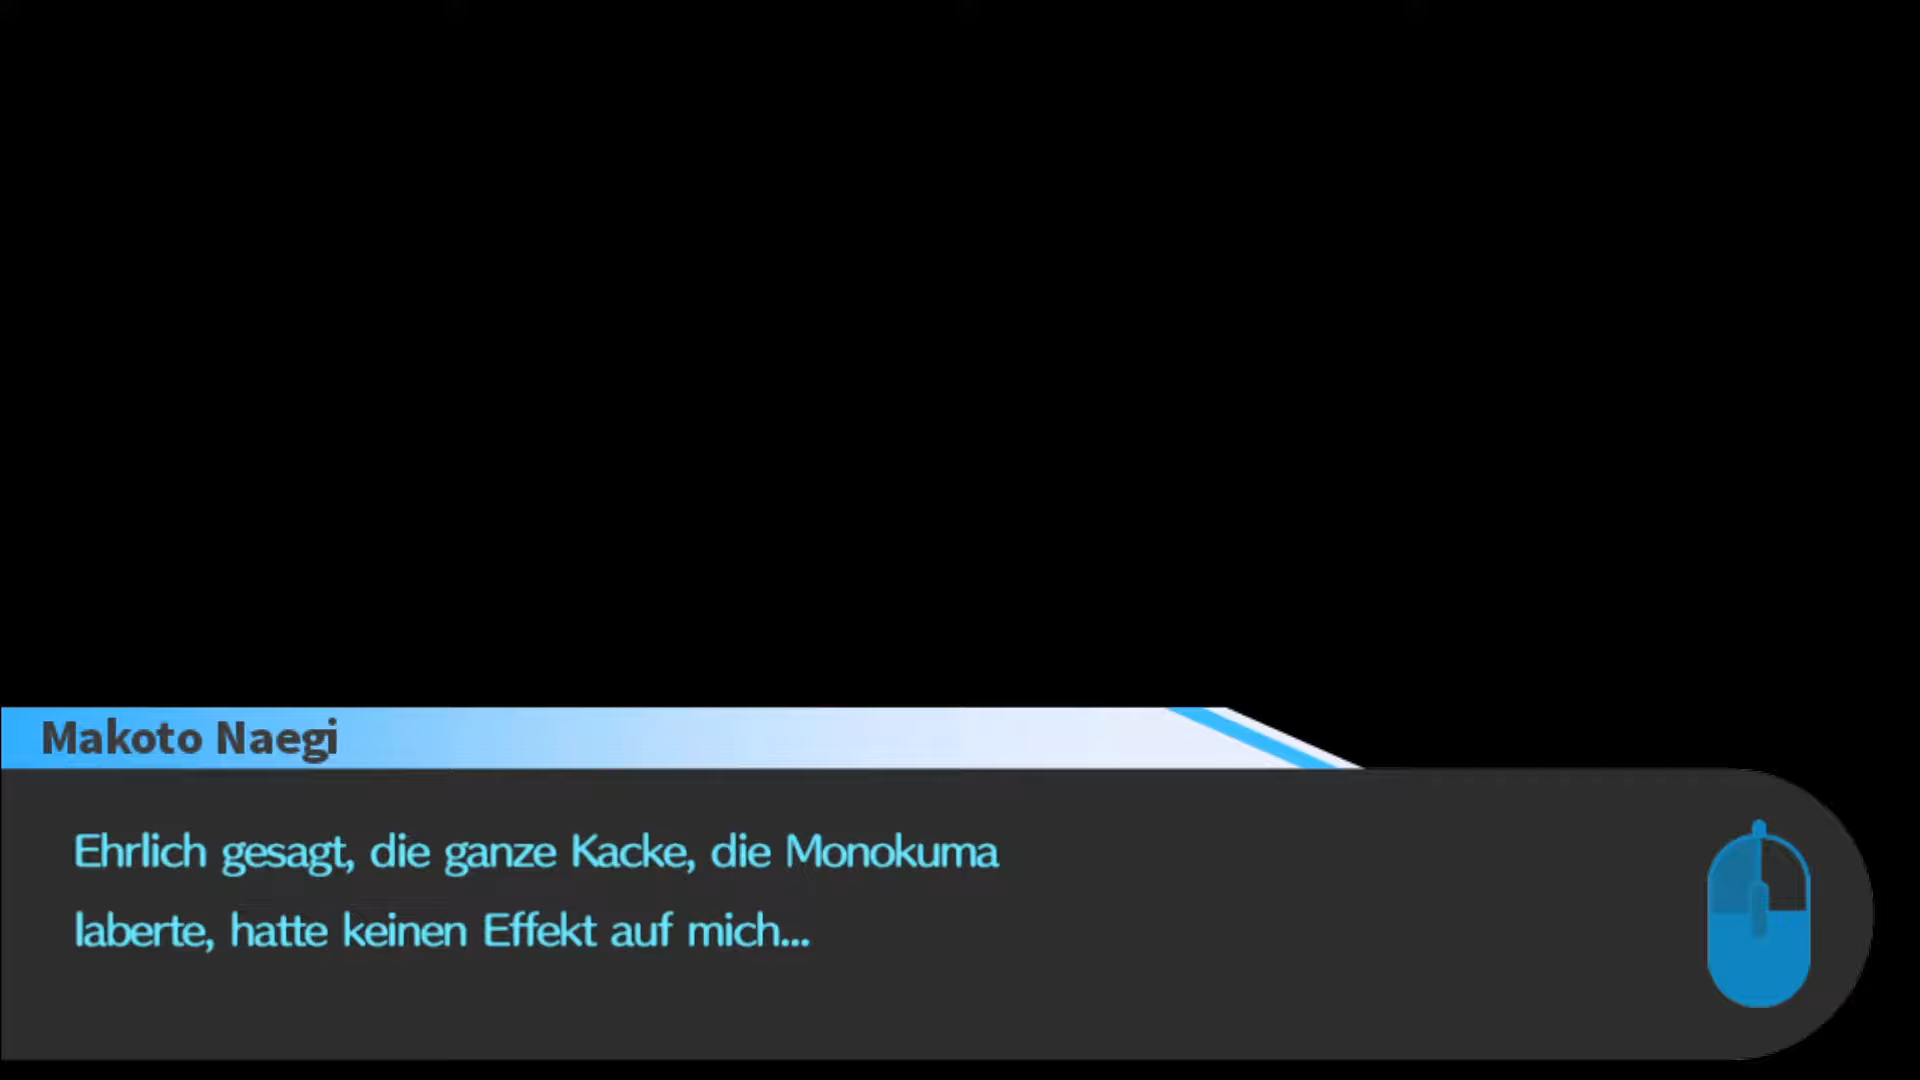 Makoto Naegi
Ehrlich gesagt, die ganze Kacke, die Monokuma
laberte, hatte keinen Effekt auf mich...